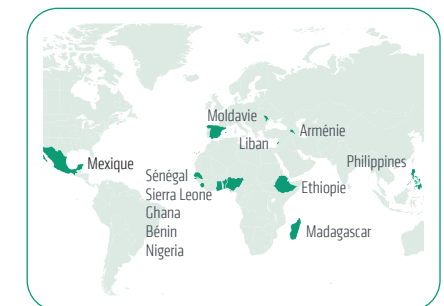 Moldavie
Arménie
Liban
Philippines
Mexique
Sénégal
Sierra Leone
Ethiopie
Ghana
Bénin
Madagascar
Nigeria